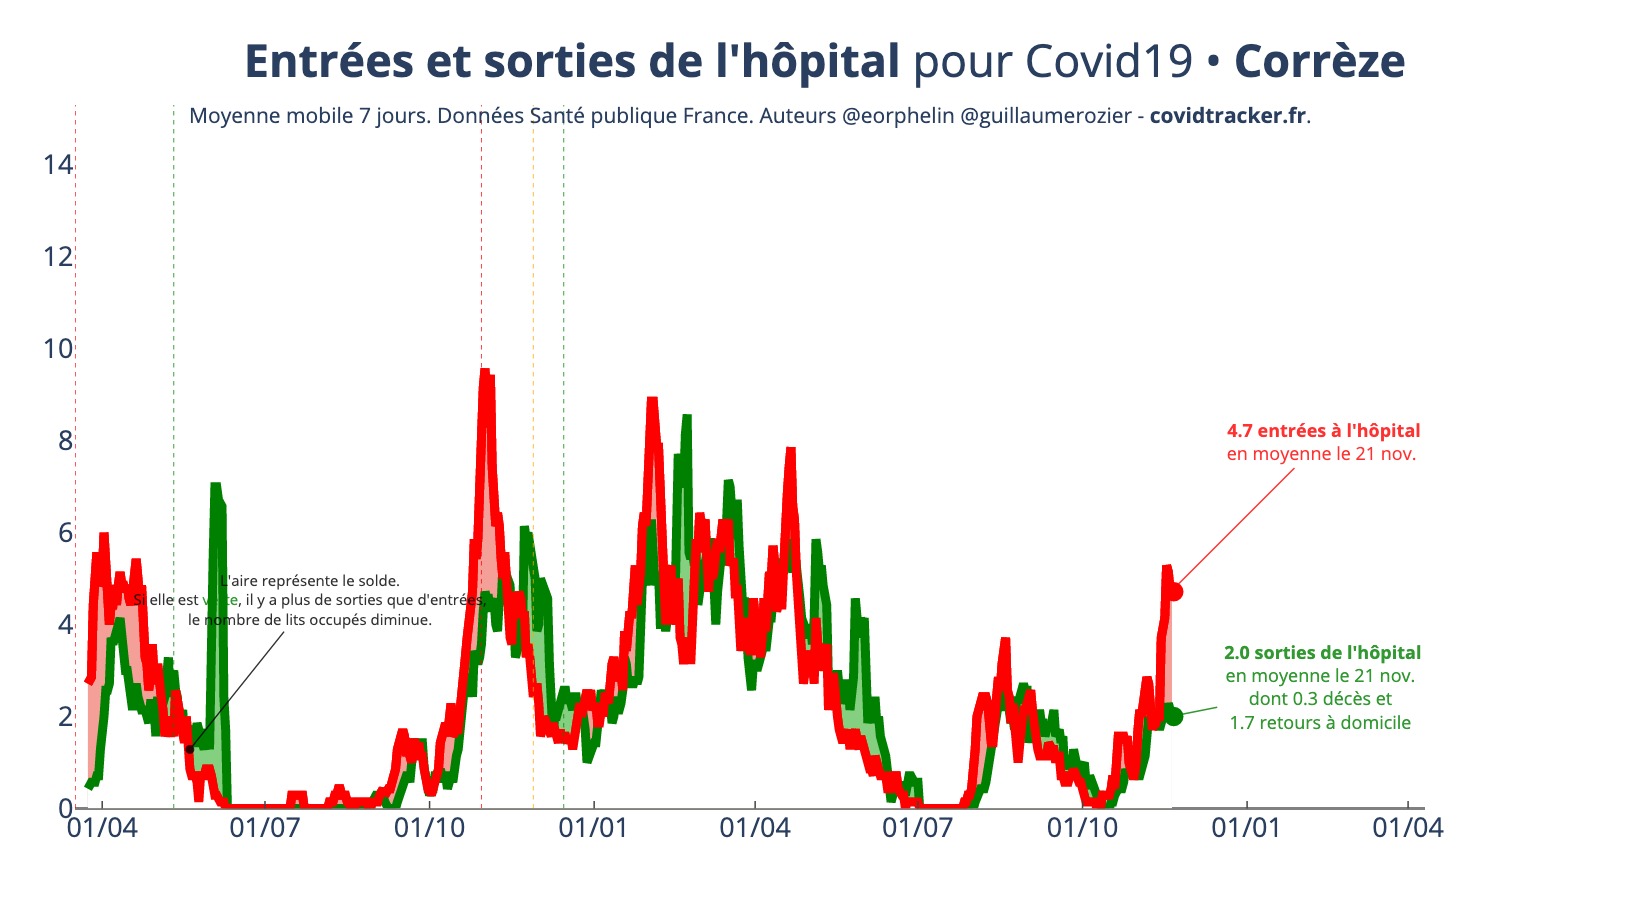 Entrées et sorties de l'hôpital pour Covid19 • Corrèze
Moyenne mobile 7 jours. Données Santé publique France. Auteurs @eorphelin @guillaumerozier - covidtracker.fr.
14
12
10
8
6
4
2
0
4.7 entrées à l'hôpital
en moyenne le 21 nov.
L'aire représente le solde.
Si elle est verte, il y a plus de sorties que d'entrées,
le nombre de lits occupés diminue.
2.0 sorties de l'hôpital
en moyenne le 21 nov.
dont 0.3 décès et
1.7 retours à domicile
01/04 01/07 01/10 01/01 01/04 01/07 01/10 01/01 01/04